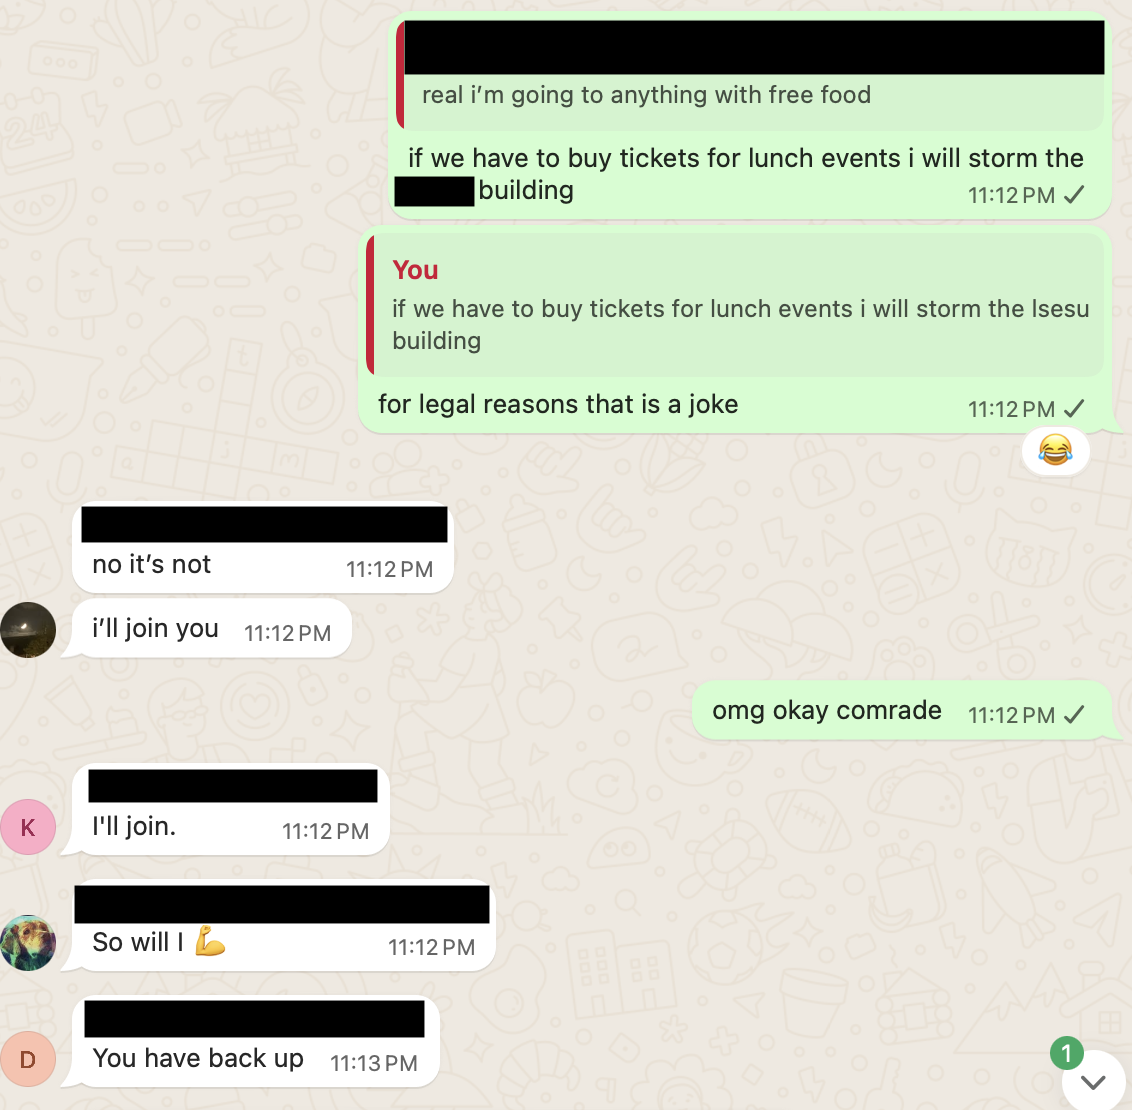 real i’m going to anything with free food
if we have to buy tickets for lunch events i will storm the
building
11:12 PM
You
if we have to buy tickets for lunch events i will storm the lsesu
building
for legal reasons that is a joke
11:12 PM
😂
no it’s not
11:12 PM
i’ll join you
11:12 PM
omg okay comrade
11:12 PM
K
I'll join.
11:12 PM
So will I 💪
11:12 PM
D
You have back up
11:13 PM
1